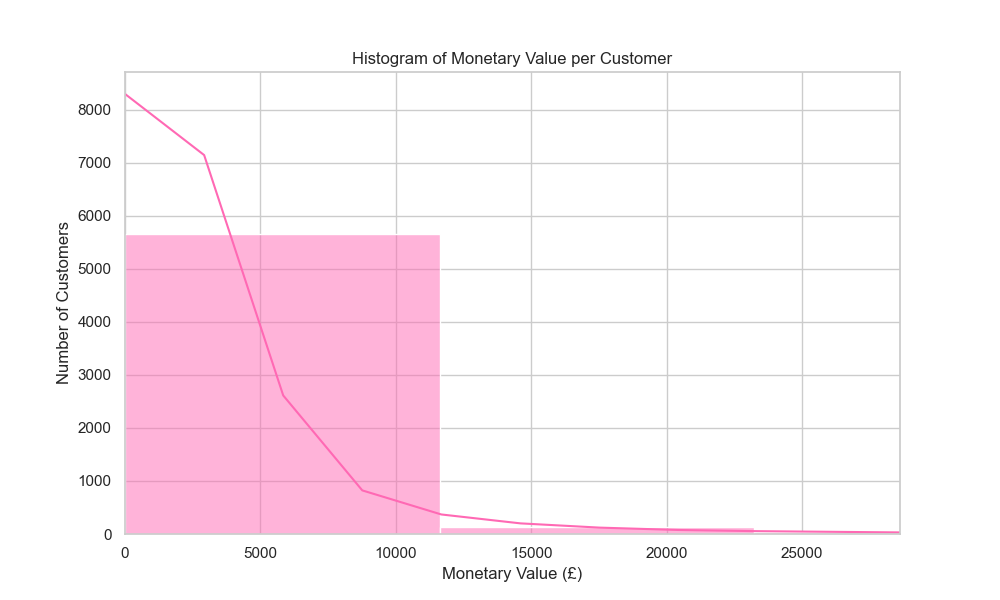 Histogram of Monetary Value per Customer
8000
7000
6000
5000
4000
3000
2000
1000
0
Number of Customers
0 5000 10000 15000 20000 25000
Monetary Value (£)